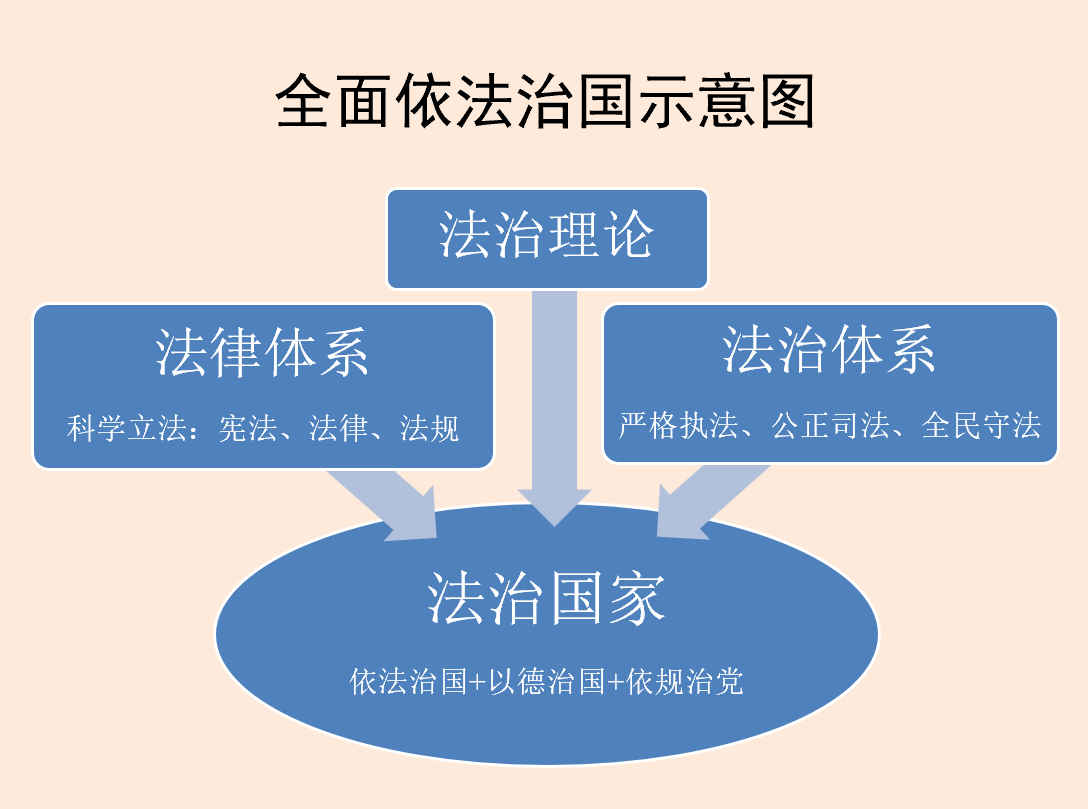 全面依法治国示意图
法治理论
法律体系
科学立法：宪法、法律、法规
法治体系
严格执法、公正司法、全民守法
法治国家
依法治国+以德治国+依规治党